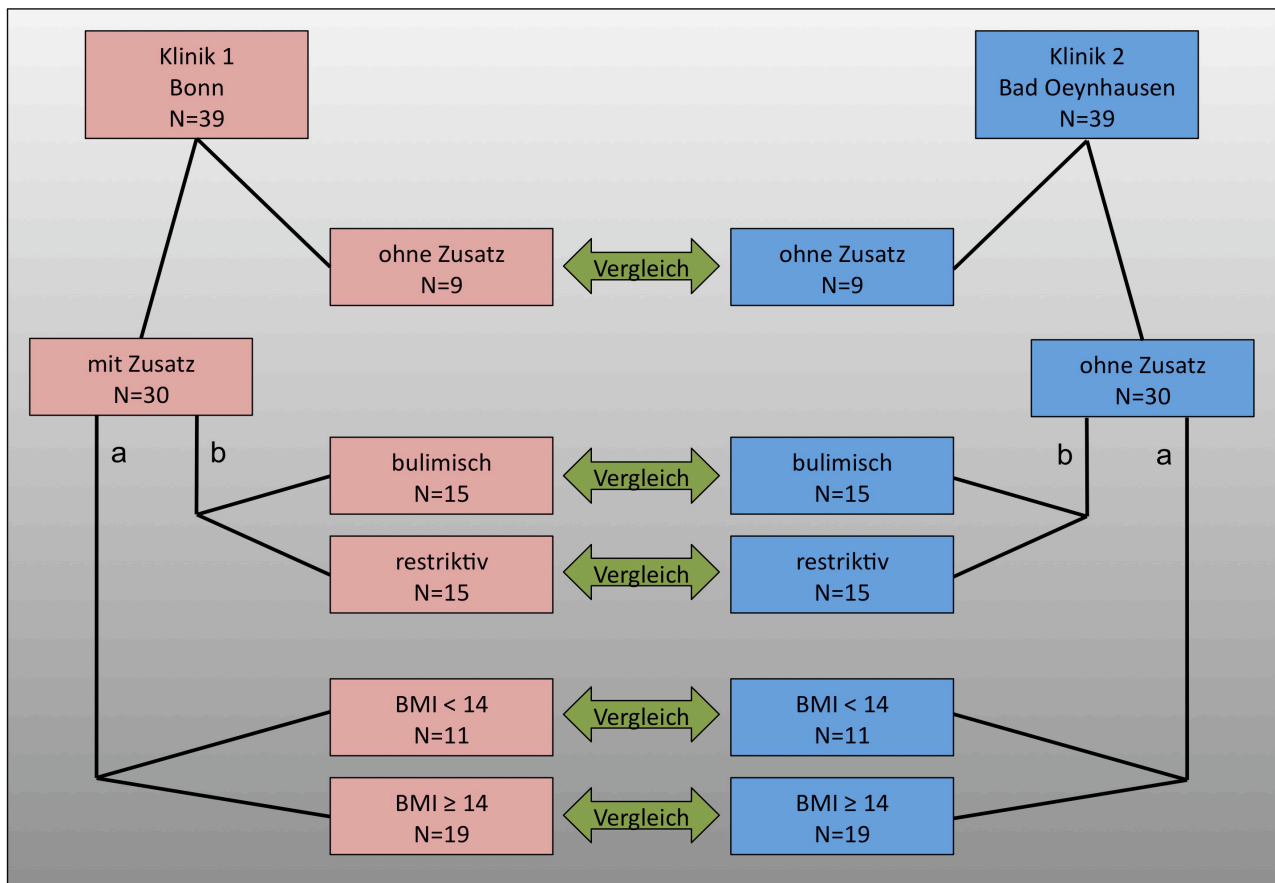 Klinik 1
Bonn
N=39
Klinik 2
Bad Oeynhausen
N=39
ohne Zusatz
N=9
Vergleich
ohne Zusatz
N=9
mit Zusatz
N=30
ohne Zusatz
N=30
a
b
b
a
bulimisch
N=15
Vergleich
bulimisch
N=15
restriktiv
N=15
Vergleich
restriktiv
N=15
BMI < 14
N=11
Vergleich
BMI < 14
N=11
BMI ≥ 14
N=19
Vergleich
BMI ≥ 14
N=19